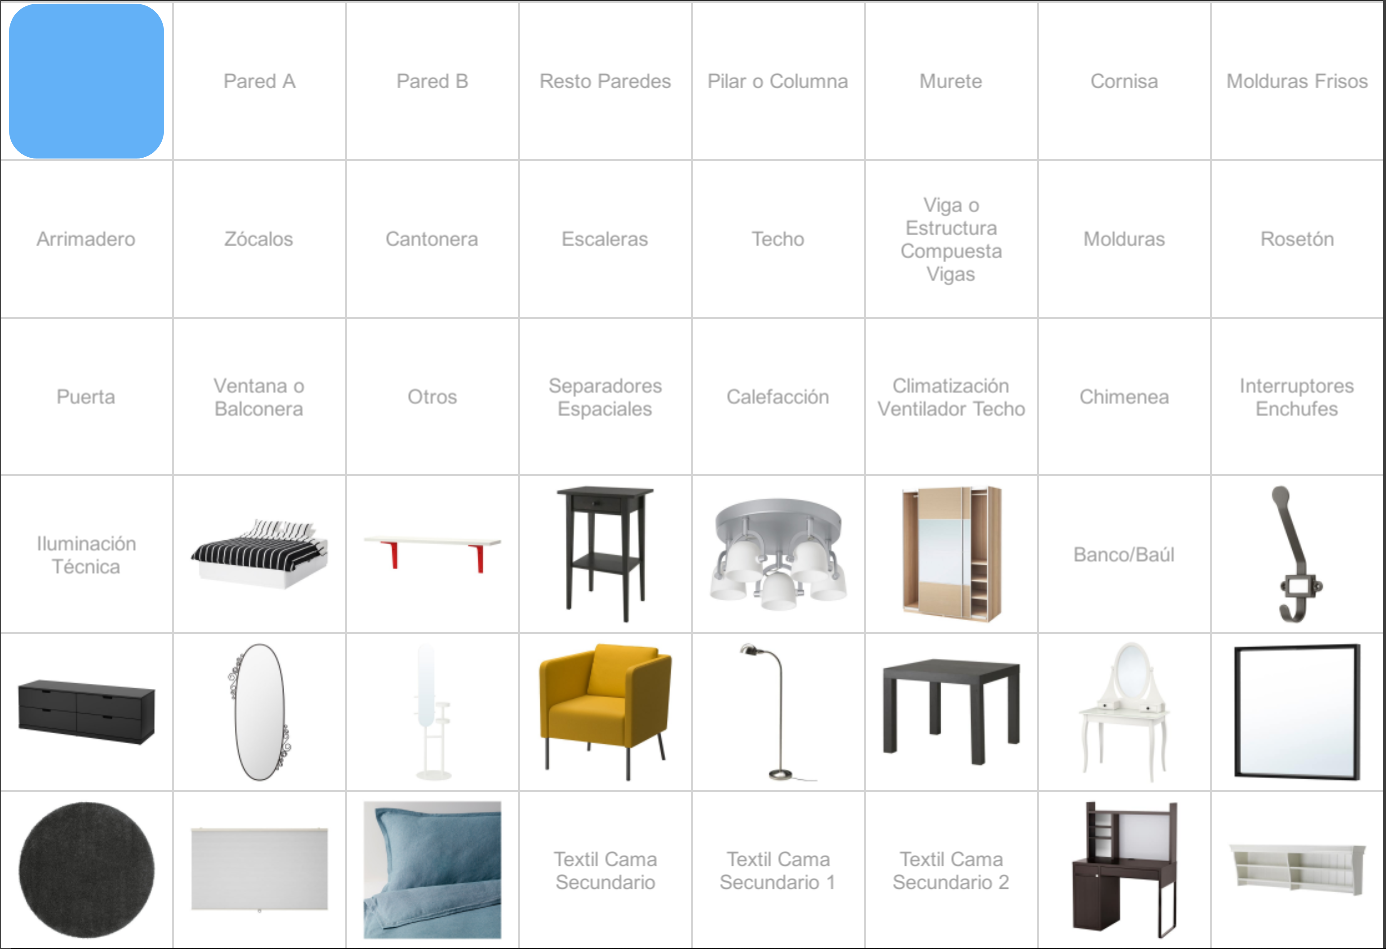 Pared A
Pared B
Resto Paredes
Pilar o Columna
Murete
Cornisa
Molduras Frisos
Arrimadero
Zócalos
Cantonera
Escaleras
Techo
Viga o
Estructura
Compuesta
Vigas
Molduras
Rosetón
Puerta
Ventana o
Balconera
Otros
Separadores
Espaciales
Calefacción
Climatización
Ventilador Techo
Chimenea
Interruptores
Enchufes
Iluminación
Técnica
Banco/Baúl
Textil Cama
Secundario
Textil Cama
Secundario 1
Textil Cama
Secundario 2